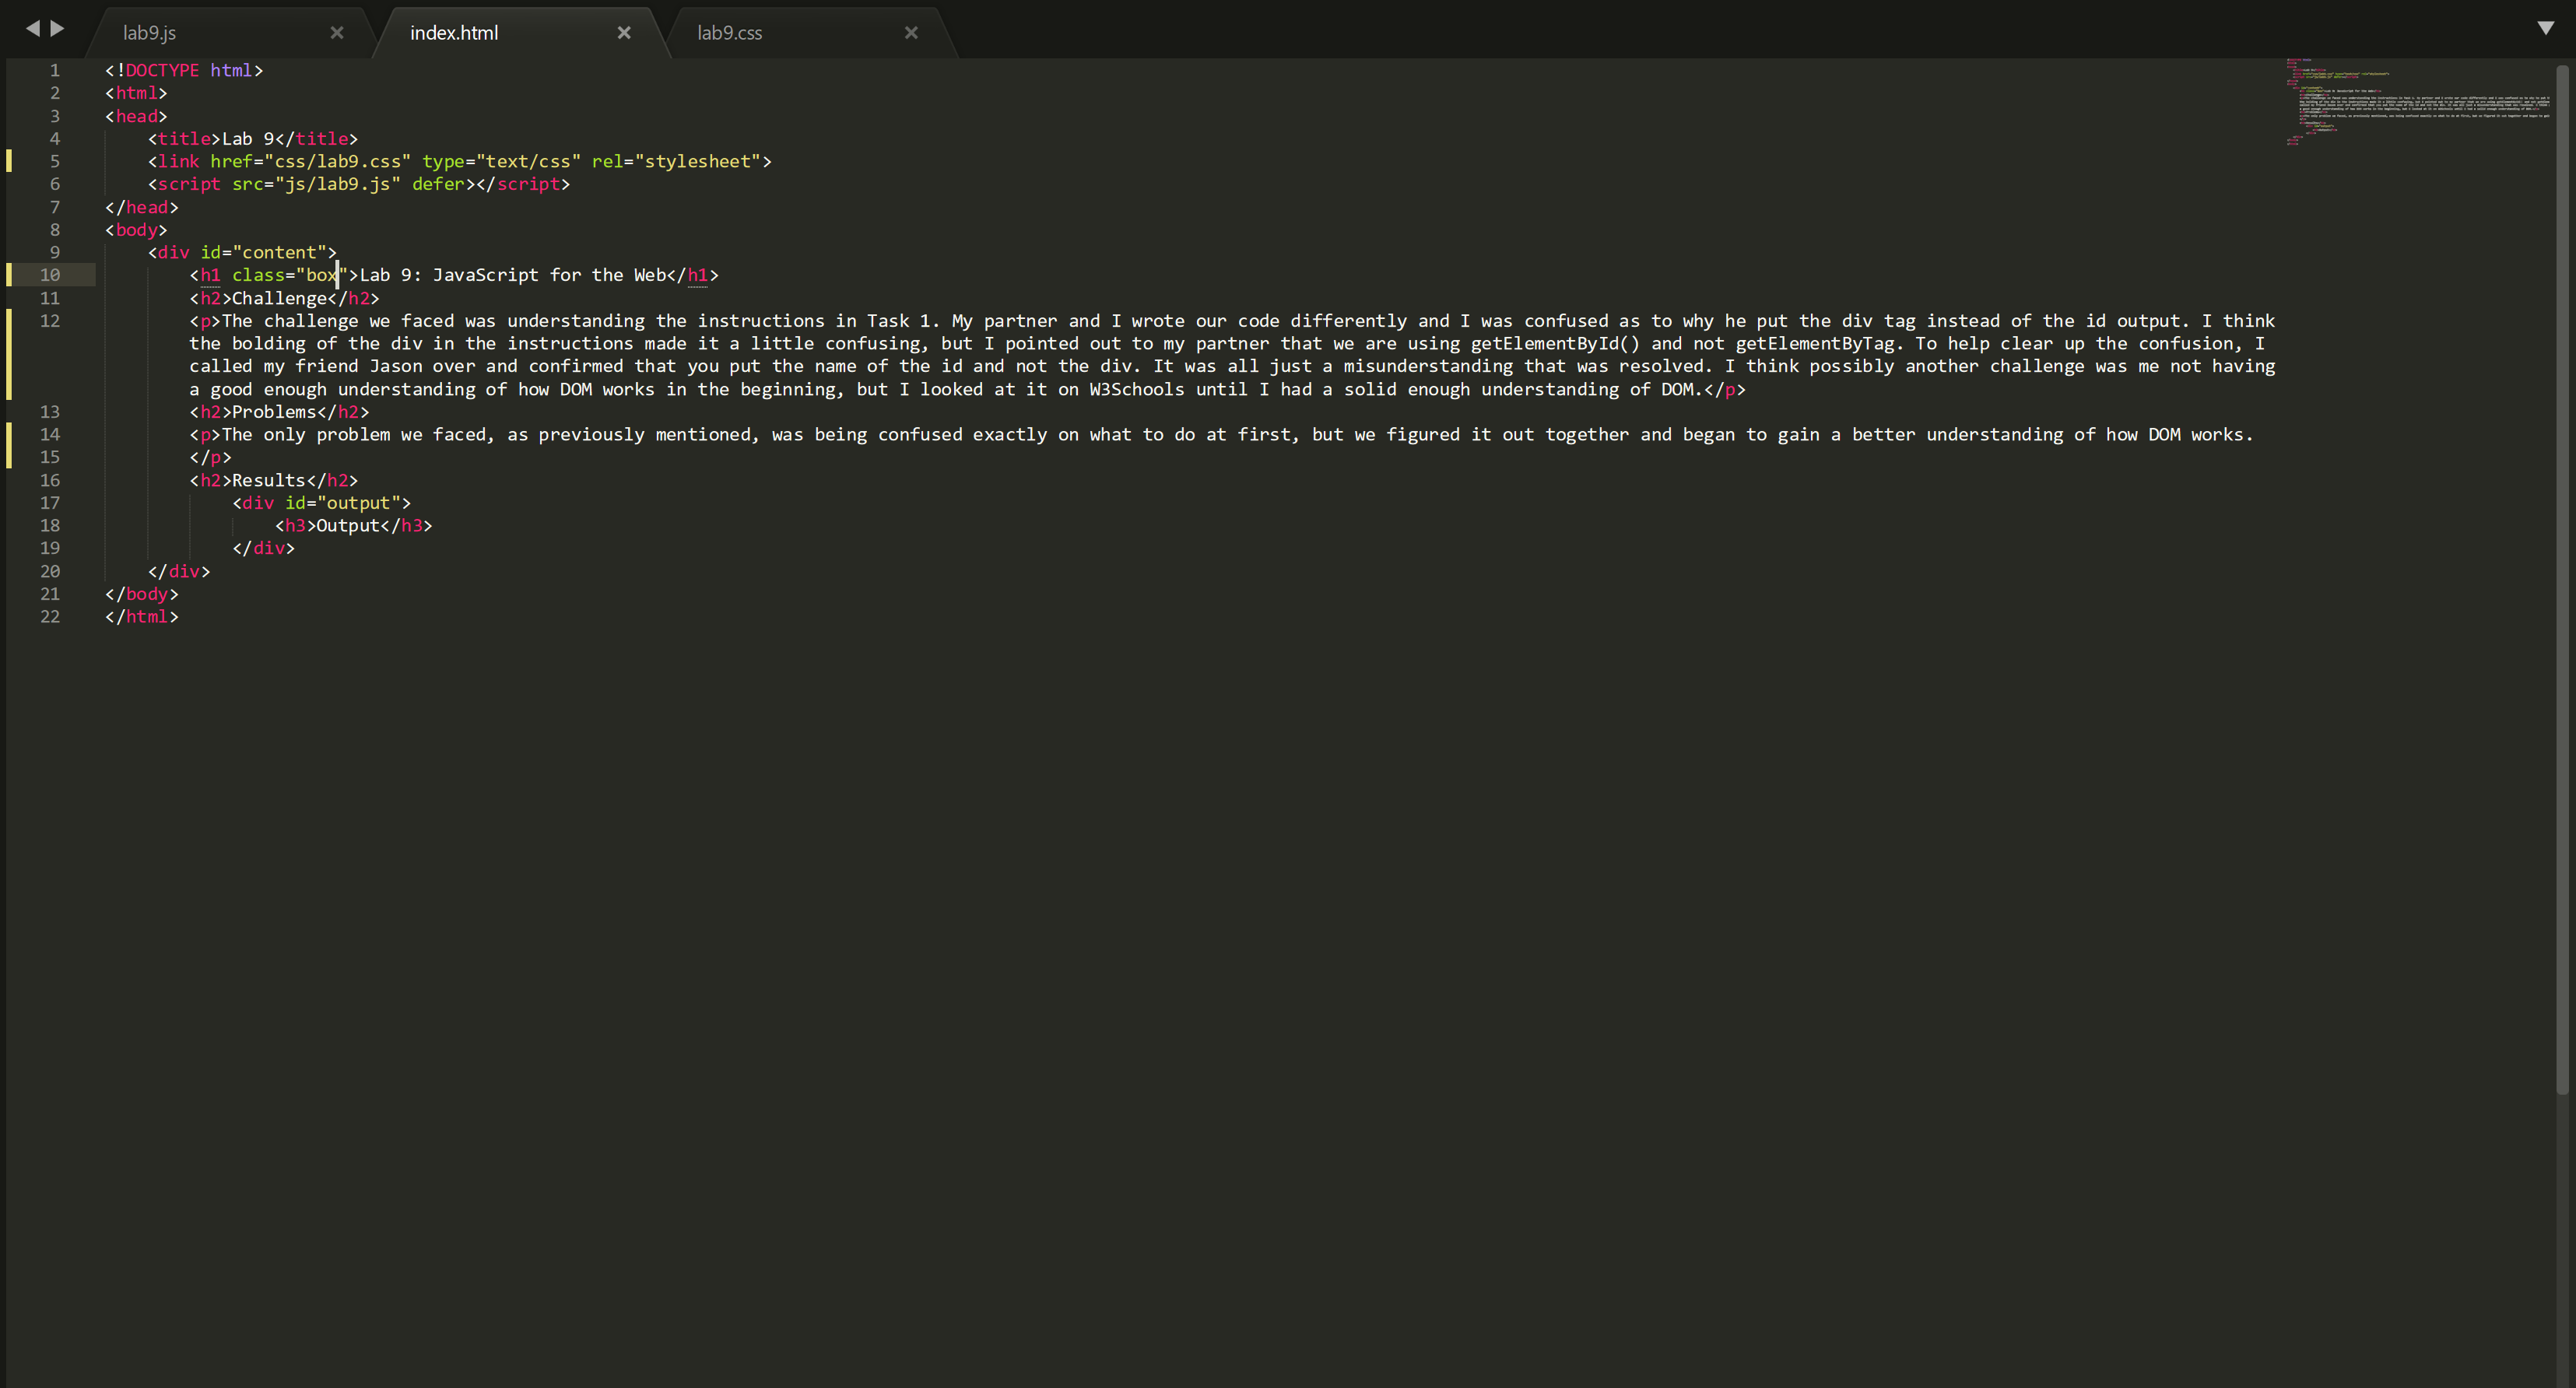 lab9.js
index.html
lab9.css
1 <!DOCTYPE html>
2 <html>
3 <head>
4 <title>Lab 9</title>
5 <link href="css/lab9.css" type="text/css" rel="stylesheet">
6 <script src="js/lab9.js" defer></script>
7 </head>
8 <body>
9 <div id="content">
10 <h1 class="box">Lab 9: JavaScript for the Web</h1>
11 <h2>Challenge</h2>
12 <p>The challenge we faced was understanding the instructions in Task 1. My partner and I wrote our code differently and I was confused as to why he put the div tag instead of the id output. I think
the bolding of the div in the instructions made it a little confusing, but I pointed out to my partner that we are using getElementById() and not getElementByTag. To help clear up the confusion, I
called my friend Jason over and confirmed that you put the name of the id and not the div. It was all just a misunderstanding that was resolved. I think possibly another challenge was me not having
a good enough understanding of how DOM works in the beginning, but I looked at it on W3Schools until I had a solid enough understanding of DOM.</p>
13 <h2>Problems</h2>
14 <p>The only problem we faced, as previously mentioned, was being confused exactly on what to do at first, but we figured it out together and began to gain a better understanding of how DOM works.
15 </p>
16 <h2>Results</h2>
17 <div id="output">
18 <h3>Output</h3>
19 </div>
20 </div>
21 </body>
22 </html>